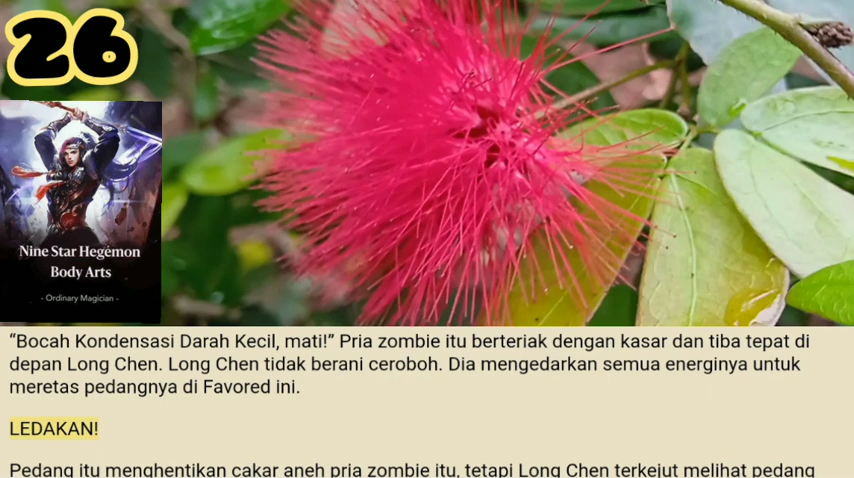 26
Nine Star Hegemon
Body Arts
- Ordinary Magician -
“Bocah Kondensasi Darah Kecil, mati!” Pria zombie itu berteriak dengan kasar dan tiba tepat di
depan Long Chen. Long Chen tidak berani ceroboh. Dia mengedarkan semua energinya untuk
meretas pedangnya di Favored ini.
LEDAKAN!
Pedang itu menghentikan cakar aneh pria zombie itu, tetapi Long Chen terkejut melihat pedang